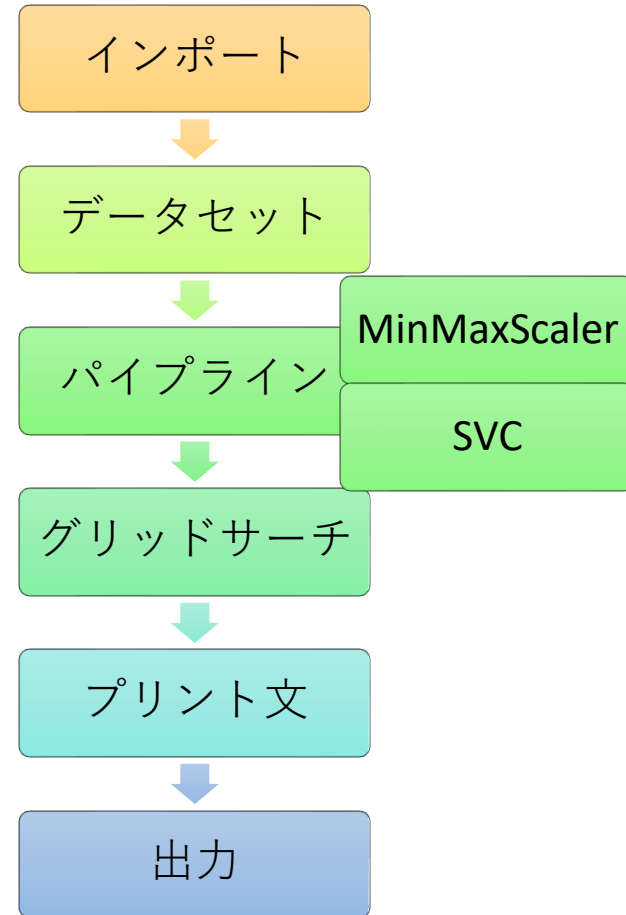 インポート
データセット
パイプライン
MinMaxScaler
SVC
グリッドサーチ
プリント文
出力